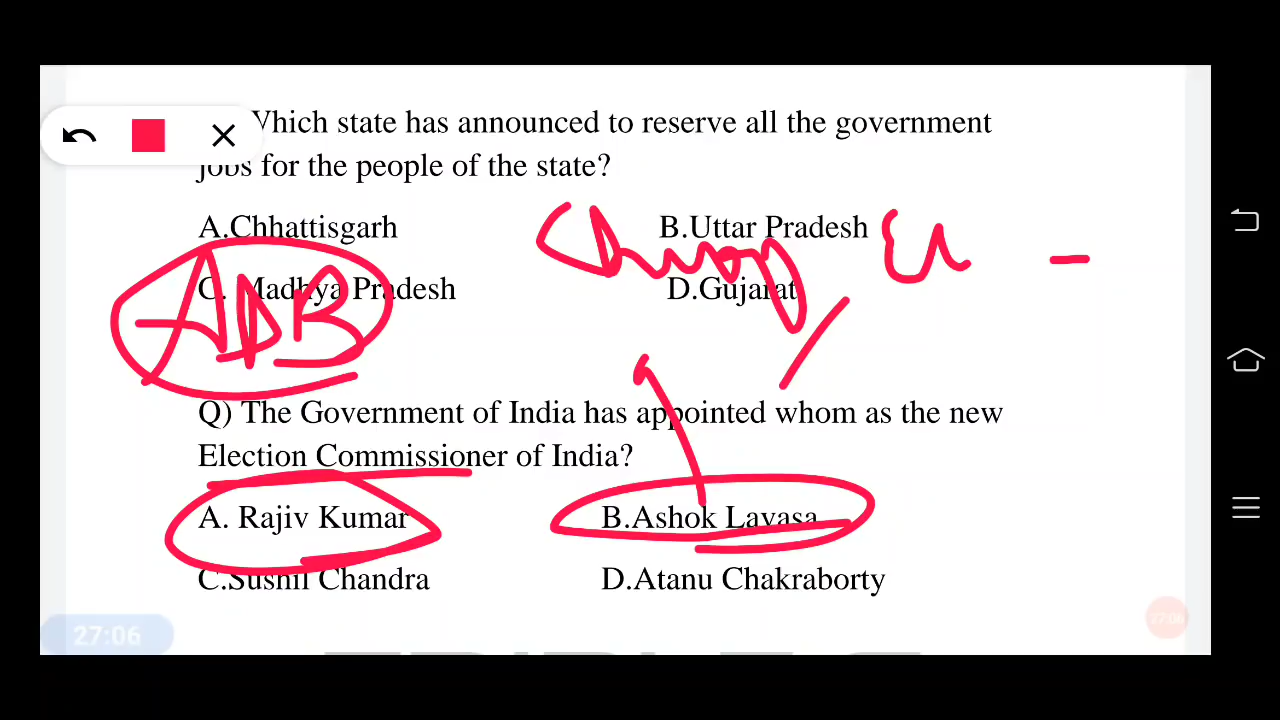 Which state has announced to reserve all the government
jobs for the people of the state?
A.Chhattisgarh B.Uttar Pradesh
C. Madhya Pradesh D.Gujarat
ADB
Q) The Government of India has appointed whom as the new
Election Commissioner of India?
A. Rajiv Kumar B.Ashok Lavasa
C.Sushil Chandra D.Atanu Chakraborty
27:06